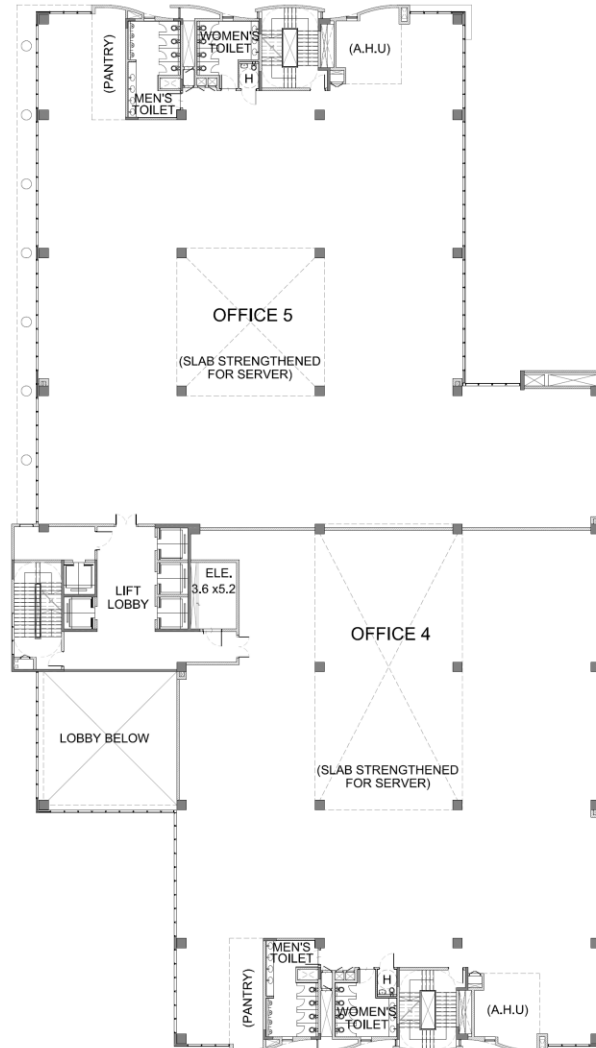 WOMEN'S
TOILET
(A.H.U)
(PANTRY)
H
MEN'S
TOILET
OFFICE 5
(SLAB STRENGTHENED
FOR SERVER)
ELE.
3.6 x5.2
LIFT
LOBBY
OFFICE 4
LOBBY BELOW
(SLAB STRENGTHENED
FOR SERVER)
MEN'S
TOILET
H
(PANTRY)
WOMEN'S
TOILET
(A.H.U)